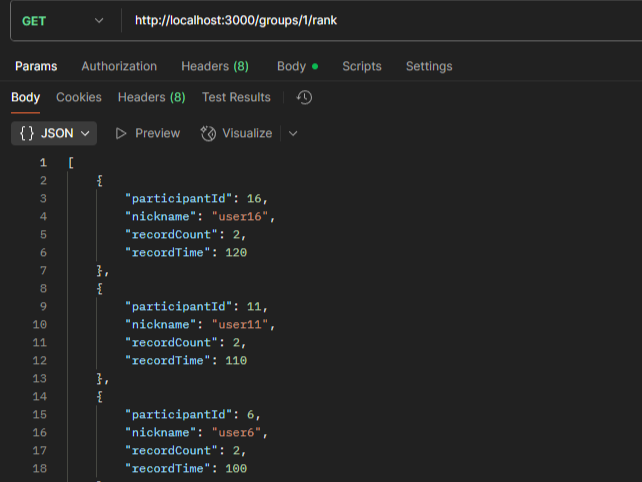 GET http://localhost:3000/groups/1/rank
Params Authorization Headers (8) Body Scripts Settings
Body Cookies Headers (8) Test Results
{} JSON Preview Visualize
1 [
2 {
3 "participantId": 16,
4 "nickname": "user16",
5 "recordCount": 2,
6 "recordTime": 120
7 },
8 {
9 "participantId": 11,
10 "nickname": "user11",
11 "recordCount": 2,
12 "recordTime": 110
13 },
14 {
15 "participantId": 6,
16 "nickname": "user6",
17 "recordCount": 2,
18 "recordTime": 100